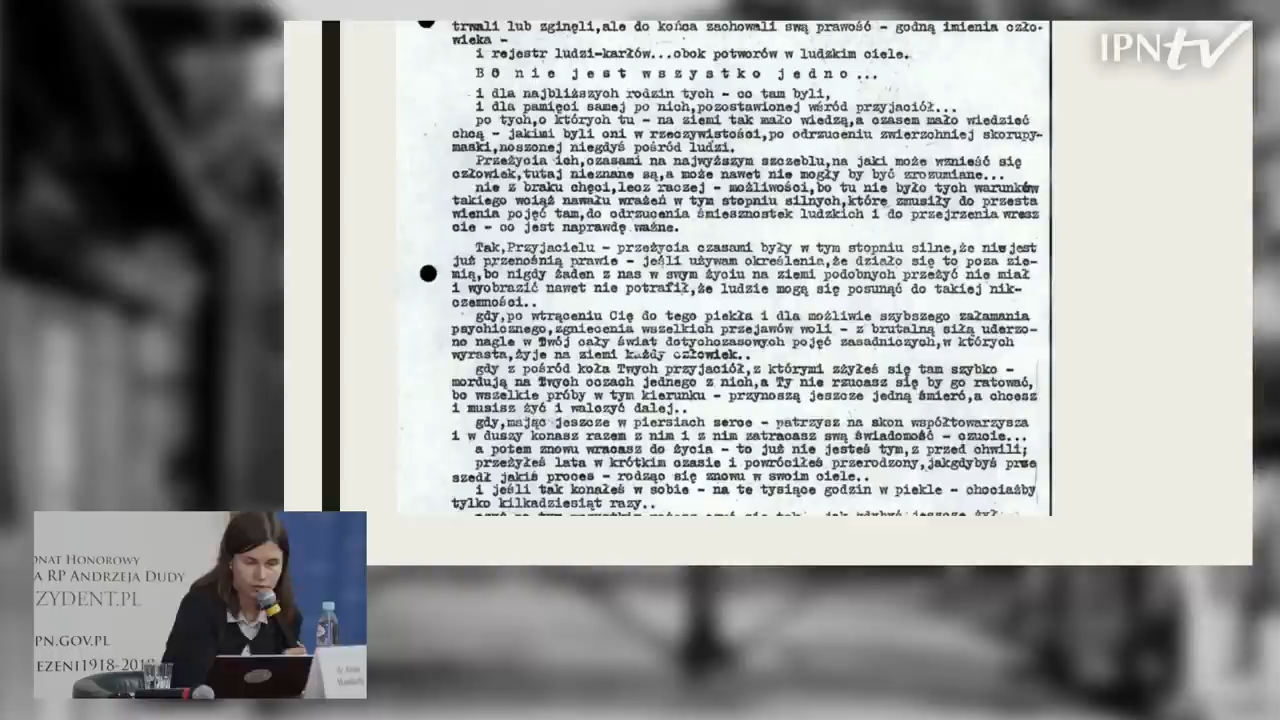 trwali lub zginęli,ale do końca zachowali swą prawość - godną imienia czło-
wieka -
i rejestr ludzi-karłów...obok potworów w ludzkim ciele.
Bo nie jest wszystko jedno...
i dla najbliższych rodzin tych - co tam byli,
i dla pamięci samej po nich,pozostawionej wśród przyjaciół...
po tych,o których tu - na ziemi tak mało wiedzą,a czasem mało wiedzieć
chcą - jakimi byli oni w rzeczywistości,po odrzuceniu zwierzchniej skorupy-
maski,noszonej niegdyś pośród ludzi.
Przeżycia ich,czasami na najwyższym szczeblu,na jaki może wznieść się
człowiek,tutaj nieznane są,a może nawet nie mogły by być zrozumiane...
nie z braku chęci,lecz raczej - możliwości,bo tu nie było tych warunków
takiego wciąż nawału wrażeń w tym stopniu silnych,które zmusiły do przesta
wienia pojęć tam,do odrzucenia śmiesznostek ludzkich i do przejrzenia wresz
cie - co jest naprawdę ważne.
Tak,Przyjacielu - przeżycia czasami były w tym stopniu silne,że nie jest
już przenośnią prawie - jeśli używam określenia,że działo się to poza zie-
mią,bo nigdy żaden z nas w swym życiu na ziemi podobnych przeżyć nie miał
i wyobrazić nawet nie potrafił,że ludzie mogą się posunąć do takiej nik-
czemności..
gdy,po wtrąceniu Cię do tego piekła i dla możliwie szybszego załamania
psychicznego,zgniecenia wszelkich przejawów woli - z brutalną siłą uderzo-
no nagle w Twój cały świat dotychczasowych pojęć zasadniczych,w których
wyrasta,żyje na ziemi każdy człowiek..
gdy z pośród koła Twych przyjaciół,z którymi zżyłeś się tam szybko -
mordują na Twych oczach jednego z nich,a Ty nie rzucasz się by go ratować,
bo wszelkie próby w tym kierunku - przynoszą jeszcze jedną śmierć,a chcesz
i musisz żyć i walczyć dalej..
gdy,mając jeszcze w piersiach serce - patrzysz na skon współtowarzysza
i w duszy konasz razem z nim i z nim zatracasz swą świadomość - czucie...
a potem znowu wracasz do życia - to już nie jesteś tym,z przed chwili;
przeżyłeś lata w krótkim czasie i powróciłeś przerodzony,jakgdybyś prze
szedł jakiś proces - rodząc się znowu w swoim ciele..
i jeśli tak konałeś w sobie - na te tysiące godzin w piekle - chociażby
tylko kilkadziesiąt razy..
IPNtv
ONAT HONOROWY
A RP ANDRZEJA DUDY
ZYDENT.PL
PN.GOV.PL
EZENI1918-201